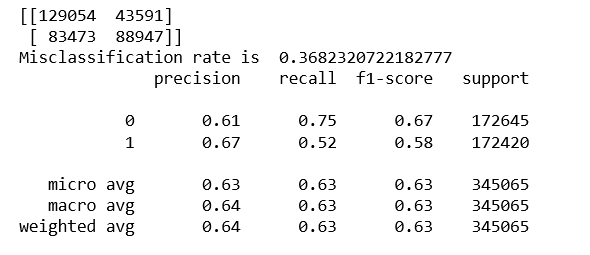 [[129054 43591]
[ 83473 88947]]
Misclassification rate is 0.3682320722182777
precision recall f1-score support
0 0.61 0.75 0.67 172645
1 0.67 0.52 0.58 172420
micro avg 0.63 0.63 0.63 345065
macro avg 0.64 0.63 0.63 345065
weighted avg 0.64 0.63 0.63 345065